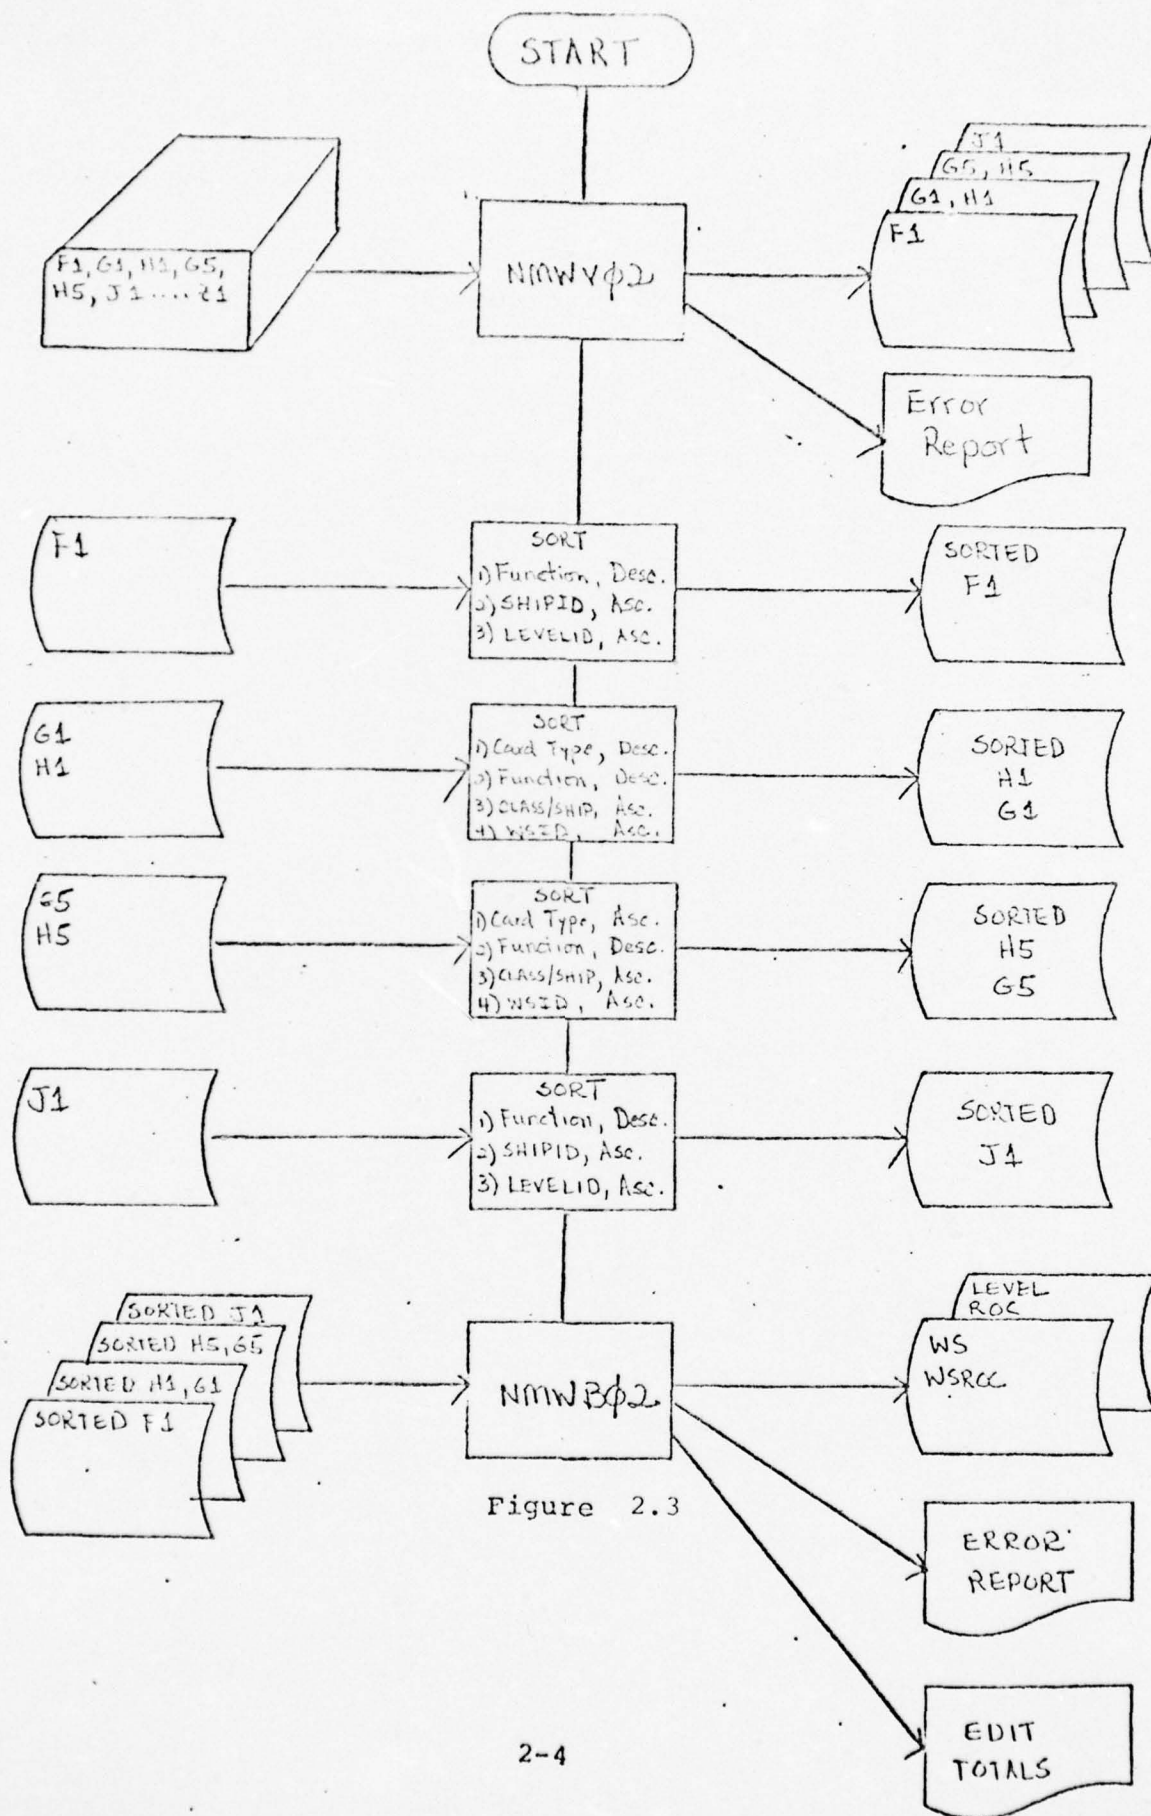 START
F1, G1, H1, G5,
H5, J1 .... Z1
NMWVϕ2
J1
G5, H5
G1, H1
F1
Error
Report
F1
SORT
1) Function, Desc.
2) SHIPID, Asc.
3) LEVELID, Asc.
SORTED
F1
G1
H1
SORT
1) Card Type, Desc.
2) Function, Desc.
3) CLASS/SHIP, Asc.
4) WSID, Asc.
SORTED
H1
G1
G5
H5
SORT
1) Card Type, Asc.
2) Function, Desc.
3) CLASS/SHIP, Asc.
4) WSID, Asc.
SORTED
H5
G5
J1
SORT
1) Function, Desc.
2) SHIPID, Asc.
3) LEVELID, Asc.
SORTED
J1
SORTED J1
SORTED H5, G5
SORTED H1, G1
SORTED F1
NMWBϕ2
LEVEL
ROC
WS
WSROC
Figure 2.3
ERROR
REPORT
EDIT
TOTALS
2-4